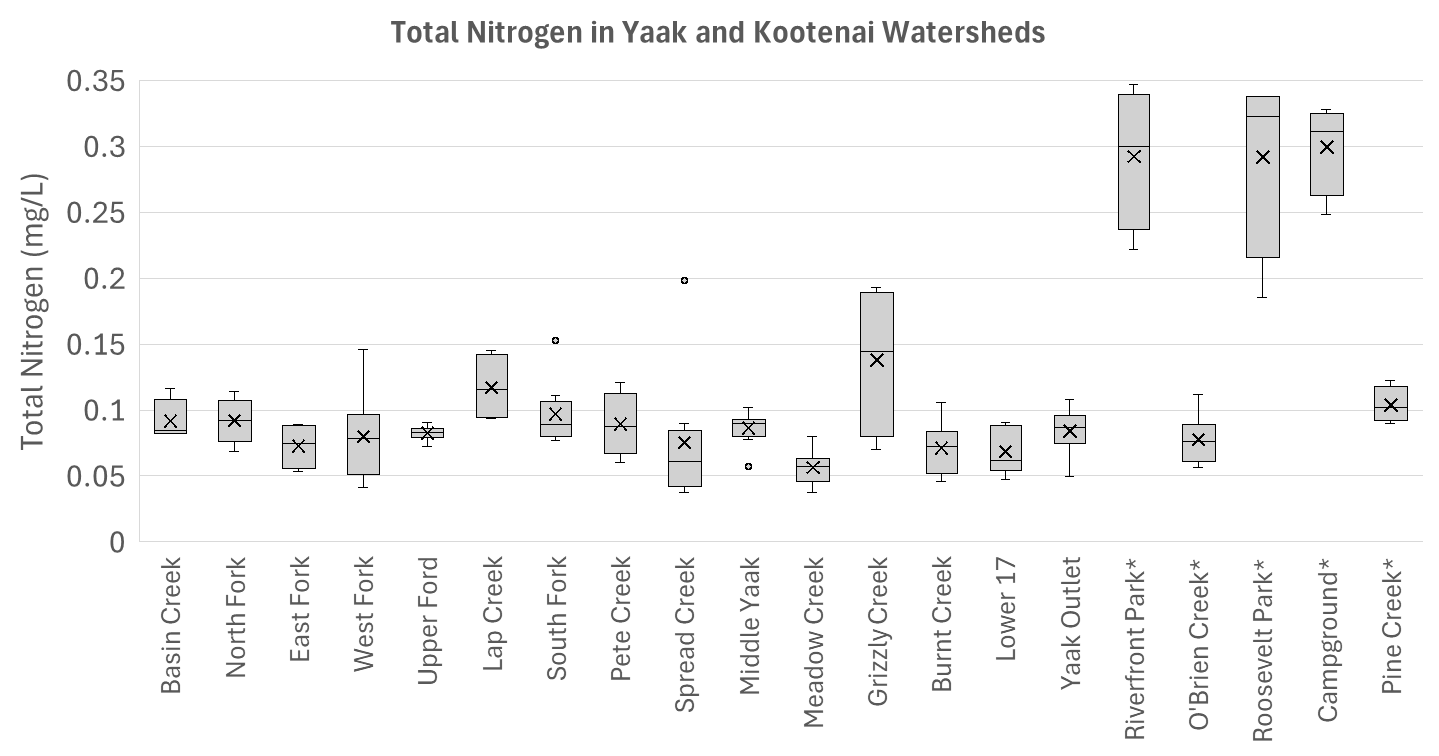 Total Nitrogen in Yaak and Kootenai Watersheds
Total Nitrogen (mg/L)
0.35
0.3
0.25
0.2
0.15
0.1
0.05
0
Basin Creek
North Fork
East Fork
West Fork
Upper Ford
Lap Creek
South Fork
Pete Creek
Spread Creek
Middle Yaak
Meadow Creek
Grizzly Creek
Burnt Creek
Lower 17
Yaak Outlet
Riverfront Park*
O'Brien Creek*
Roosevelt Park*
Campground*
Pine Creek*